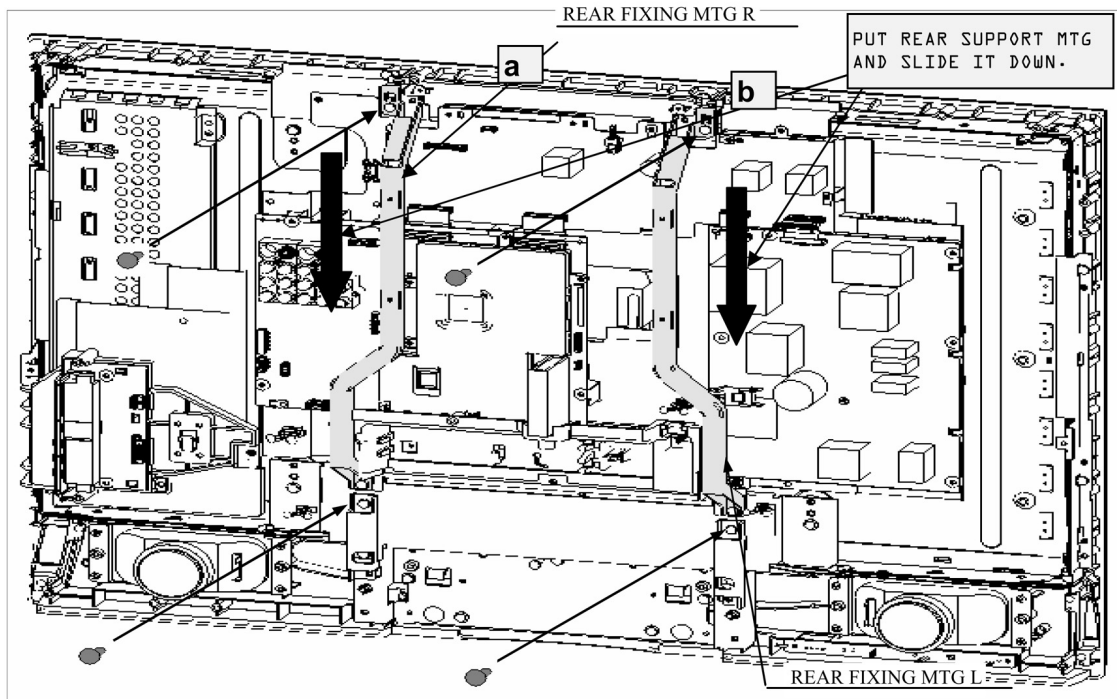 REAR FIXING MTG R
PUT REAR SUPPORT MTG
AND SLIDE IT DOWN.
a
b
REAR FIXING MTG L